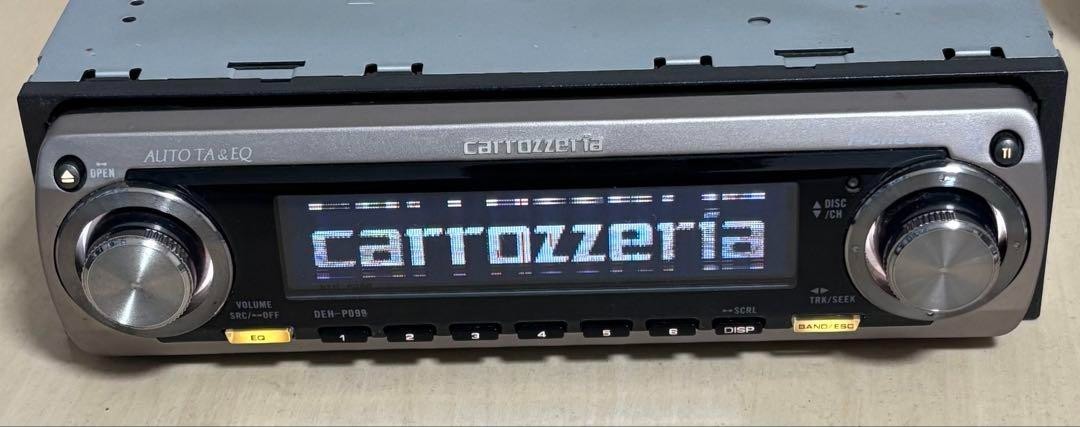 carrozzeria
AUTO TA & EQ
OPEN
carrozzeria
DISC
/CH
VOLUME
SRC/OFF
TRK/SEEK
DEH-P099
SCRL
EQ
1 2 3 4 5 6 DISP
BAND/ESC